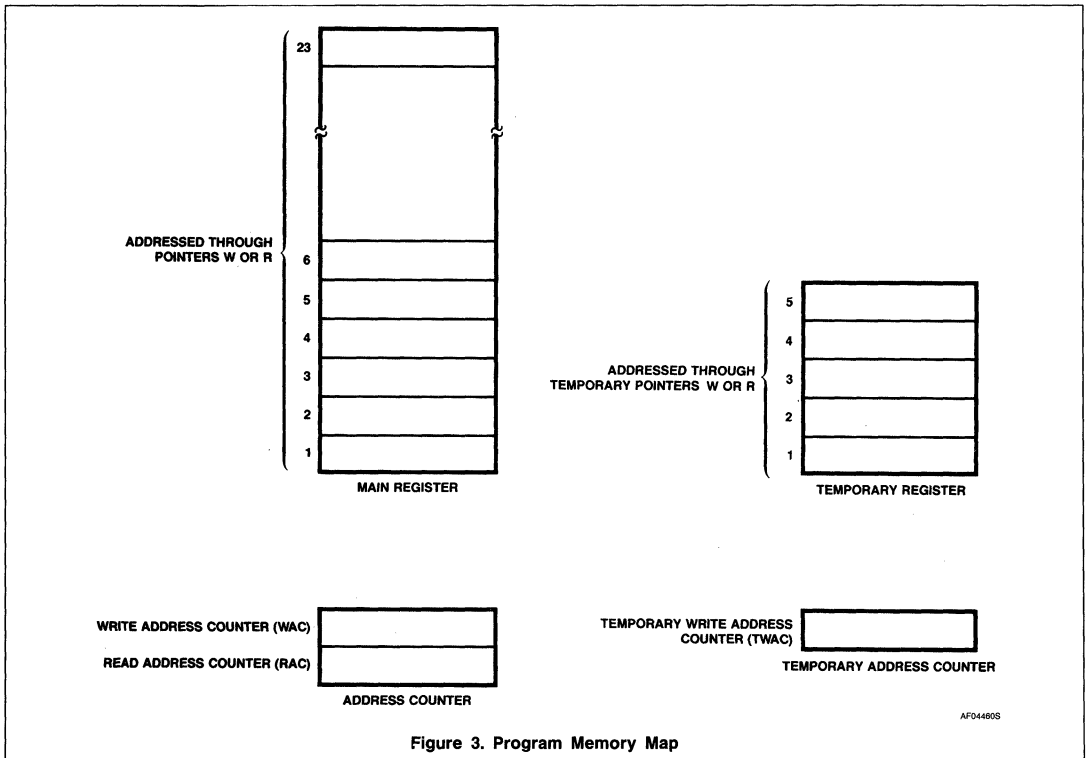 23
ADDRESSED THROUGH
POINTERS W OR R
6
5
4
3
2
1
MAIN REGISTER
ADDRESSED THROUGH
TEMPORARY POINTERS W OR R
5
4
3
2
1
TEMPORARY REGISTER
WRITE ADDRESS COUNTER (WAC)
READ ADDRESS COUNTER (RAC)
ADDRESS COUNTER
TEMPORARY WRITE ADDRESS
COUNTER (TWAC)
TEMPORARY ADDRESS COUNTER
AF04460S
Figure 3. Program Memory Map